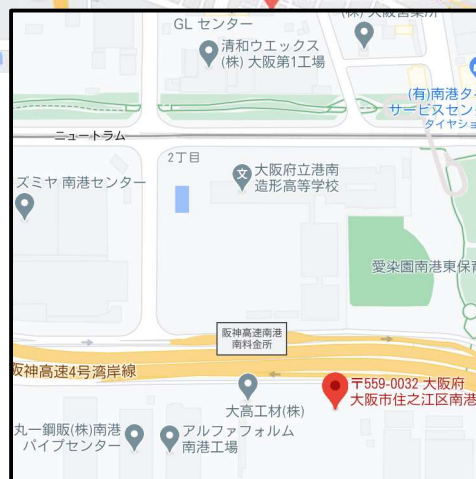 GL センター
(株) 大阪営業所
清和ウエックス
(株) 大阪第1工場
(有)南港タイ
サービスセン
タイヤショ
ニュートラム
2丁目
大阪府立港南
造形高等学校
文
ズミヤ 南港センター
愛染園南港東保育
阪神高速南港
南料金所
阪神高速4号湾岸線
〒559-0032 大阪府
大阪市住之江区南港
大高工材(株)
丸一鋼販(株)南港
パイプセンター
アルファフォルム
南港工場